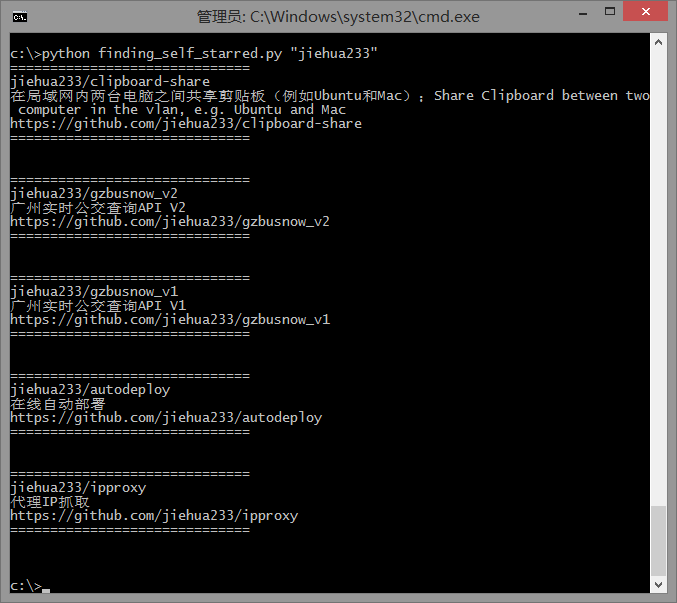 管理员: C:\Windows\system32\cmd.exe
c:\>python finding_self_starred.py "jiehua233"
==============================
jiehua233/clipboard-share
在局域网内两台电脑之间共享剪贴板（例如Ubuntu和Mac）；Share Clipboard between two
computer in the vlan, e.g. Ubuntu and Mac
https://github.com/jiehua233/clipboard-share
==============================
==============================
jiehua233/gzbusnow_v2
广州实时公交查询API V2
https://github.com/jiehua233/gzbusnow_v2
==============================
==============================
jiehua233/gzbusnow_v1
广州实时公交查询API V1
https://github.com/jiehua233/gzbusnow_v1
==============================
==============================
jiehua233/autodeploy
在线自动部署
https://github.com/jiehua233/autodeploy
==============================
==============================
jiehua233/ipproxy
代理IP抓取
https://github.com/jiehua233/ipproxy
==============================
c:\>